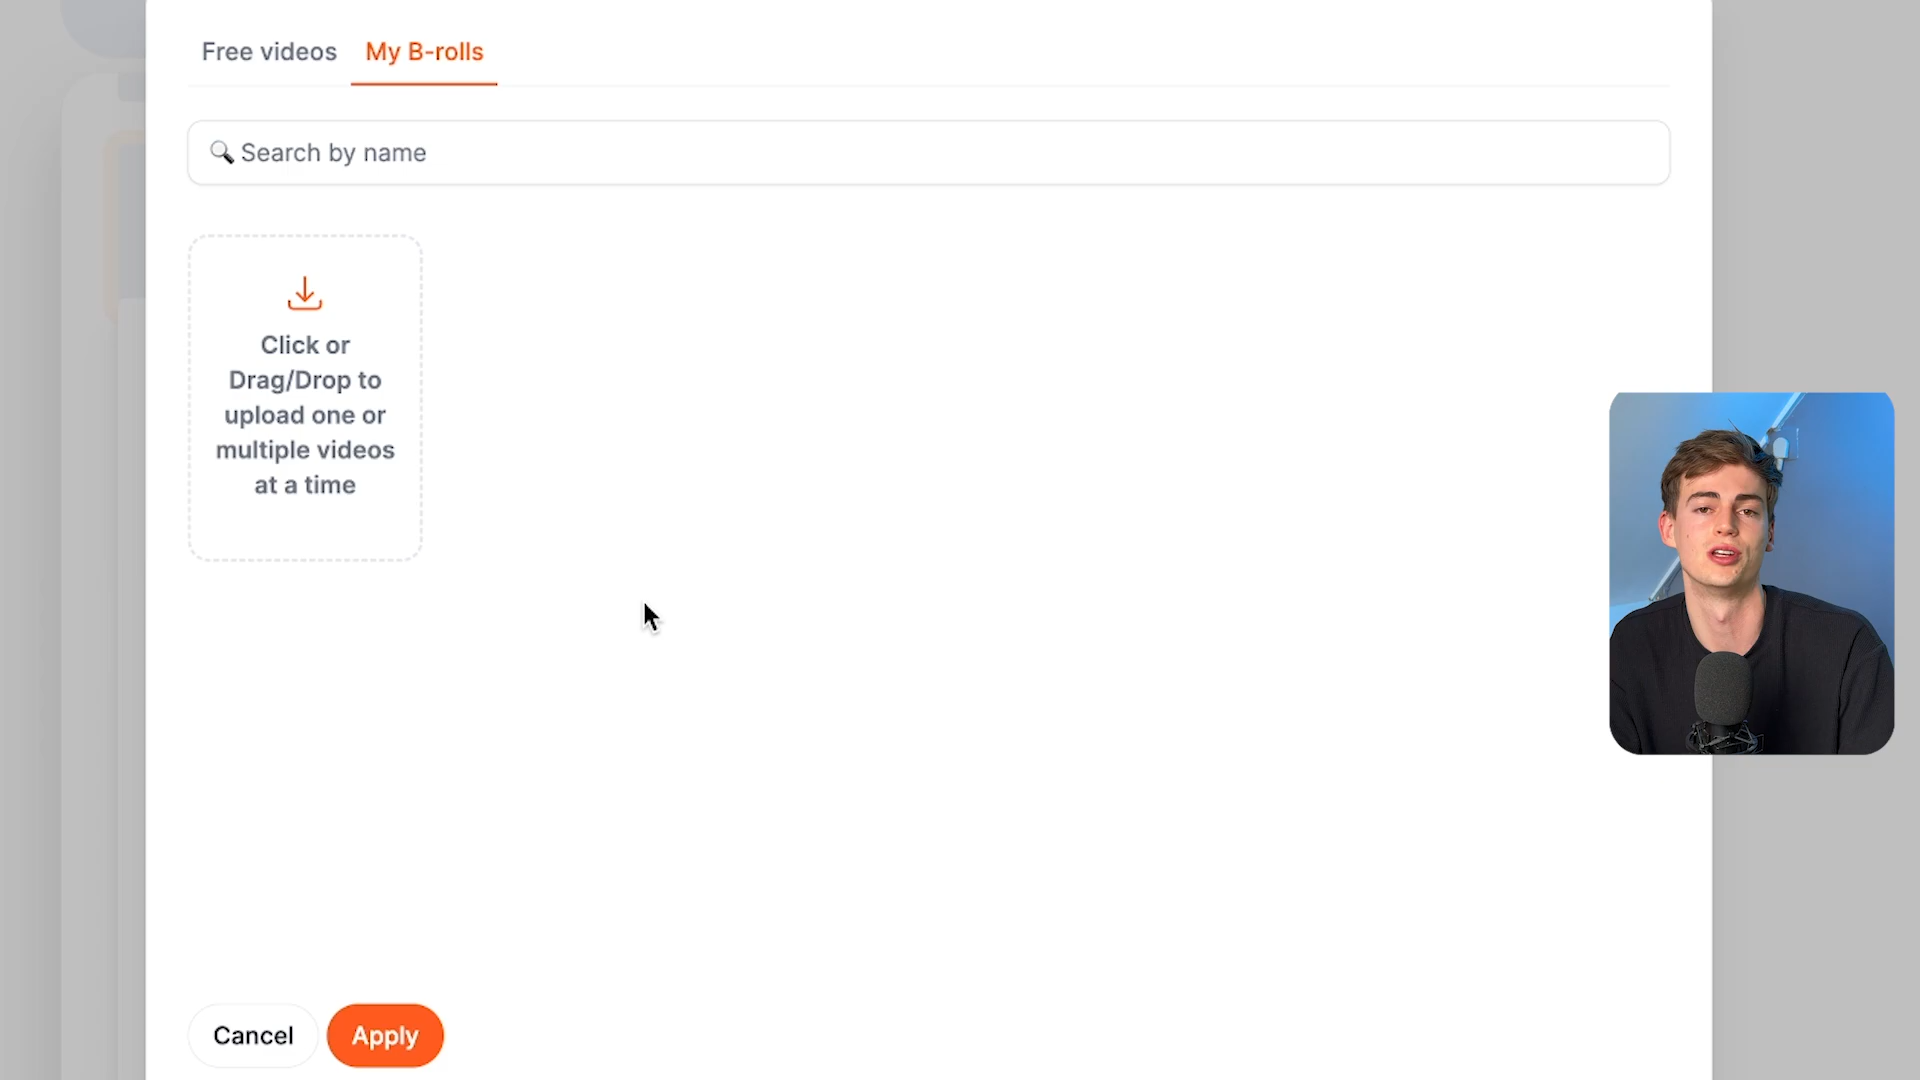 Free videos
My B-rolls
Search by name
Click or
Drag/Drop to
upload one or
multiple videos
at a time
Cancel
Apply